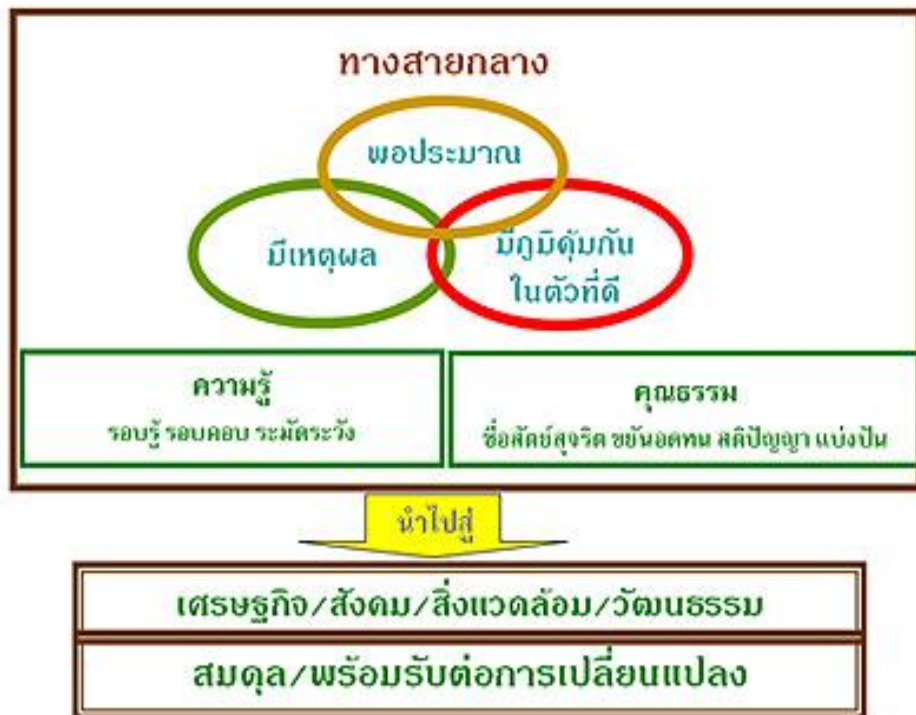 ทางสายกลาง
พอประมาณ
มีเหตุผล
มีภูมิคุ้มกัน
ในตัวที่ดี
ความรู้
รอบรู้ รอบคอบ ระมัดระวัง
คุณธรรม
ซื่อสัตย์สุจริต ขยันอดทน สติปัญญา แบ่งปัน
นำไปสู่
เศรษฐกิจ/สังคม/สิ่งแวดล้อม/วัฒนธรรม
สมดุล/พร้อมรับต่อการเปลี่ยนแปลง